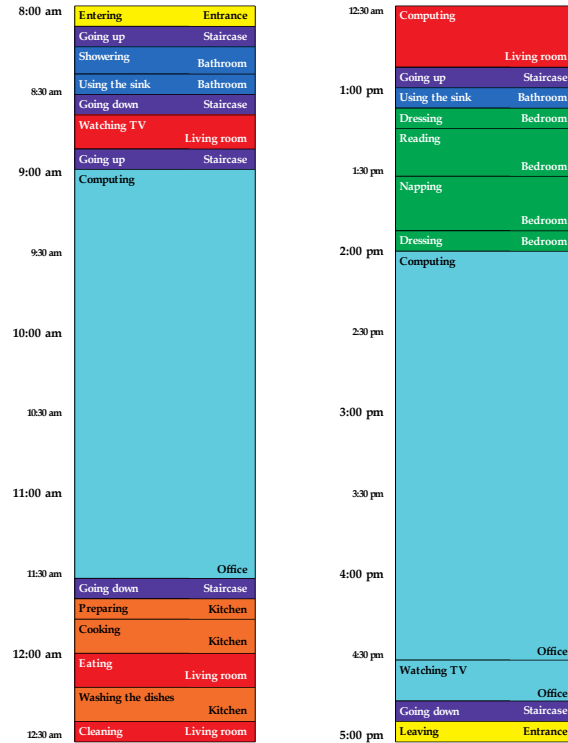 8:00 am
Entering Entrance
Going up Staircase
Showering
Bathroom
8:30 am
Using the sink Bathroom
Going down Staircase
Watching TV
Living room
Going up Staircase
9:00 am
Computing
9:30 am
10:00 am
10:30 am
11:00 am
Office
11:30 am
Going down Staircase
Preparing Kitchen
Cooking
Kitchen
12:00 am
Eating
Living room
Washing the dishes
Kitchen
Cleaning Living room
12:30 am
12:30 am
Computing
Living room
Going up Staircase
1:00 pm
Using the sink Bathroom
Dressing Bedroom
Reading
Bedroom
1:30 pm
Napping
Bedroom
Dressing Bedroom
2:00 pm
Computing
2:30 pm
3:00 pm
3:30 pm
4:00 pm
Office
4:30 pm
Watching TV
Office
Going down Staircase
Leaving Entrance
5:00 pm